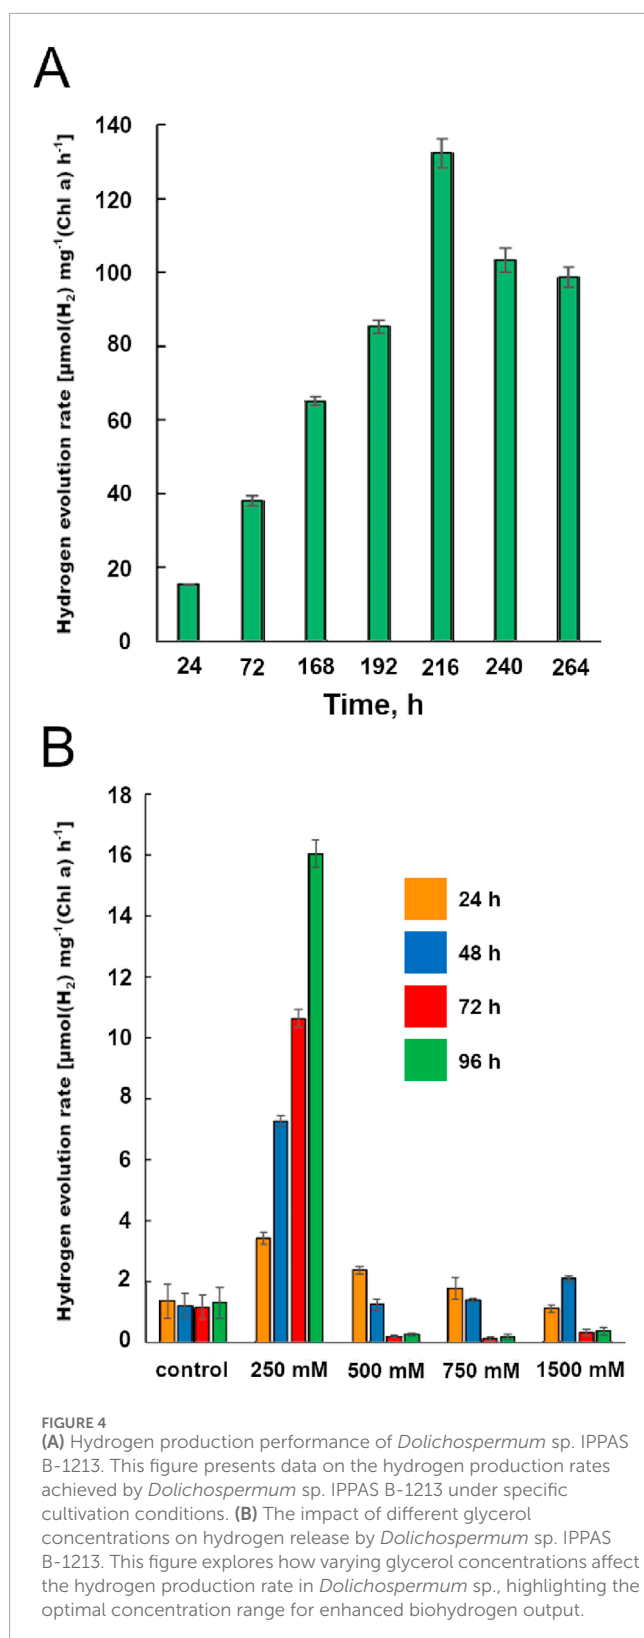 A
Hydrogen evolution rate [µmol(H₂) mg⁻¹(Chl a) h⁻¹]
140
120
100
80
60
40
20
0
24 72 168 192 216 240 264
Time, h
B
Hydrogen evolution rate [µmol(H₂) mg⁻¹(Chl a) h⁻¹]
18
16
14
12
10
8
6
4
2
0
24 h
48 h
72 h
96 h
control 250 mM 500 mM 750 mM 1500 mM
FIGURE 4
(A) Hydrogen production performance of Dolichospermum sp. IPPAS
B-1213. This figure presents data on the hydrogen production rates
achieved by Dolichospermum sp. IPPAS B-1213 under specific
cultivation conditions. (B) The impact of different glycerol
concentrations on hydrogen release by Dolichospermum sp. IPPAS
B-1213. This figure explores how varying glycerol concentrations affect
the hydrogen production rate in Dolichospermum sp., highlighting the
optimal concentration range for enhanced biohydrogen output.